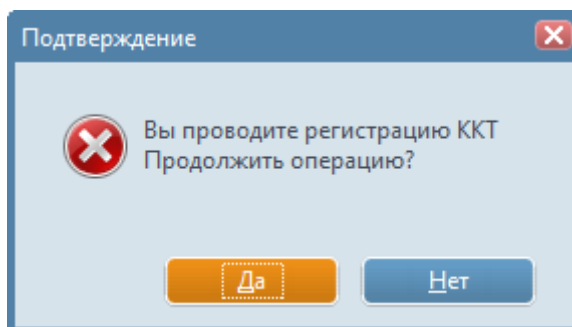 Подтверждение
Вы проводите регистрацию ККТ
Продолжить операцию?
Да
Нет